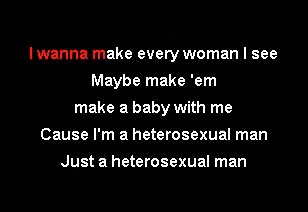 I wanna make every woman I see
Maybe make 'em
make a baby with me
Cause I'm a heterosexual man
Just a heterosexual man